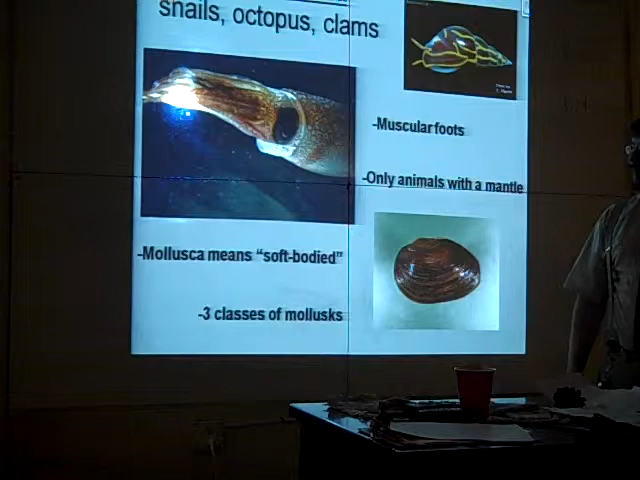 snails, octopus, clams
-Muscular foots
-Only animals with a mantle
-Mollusca means “soft-bodied”
-3 classes of mollusks